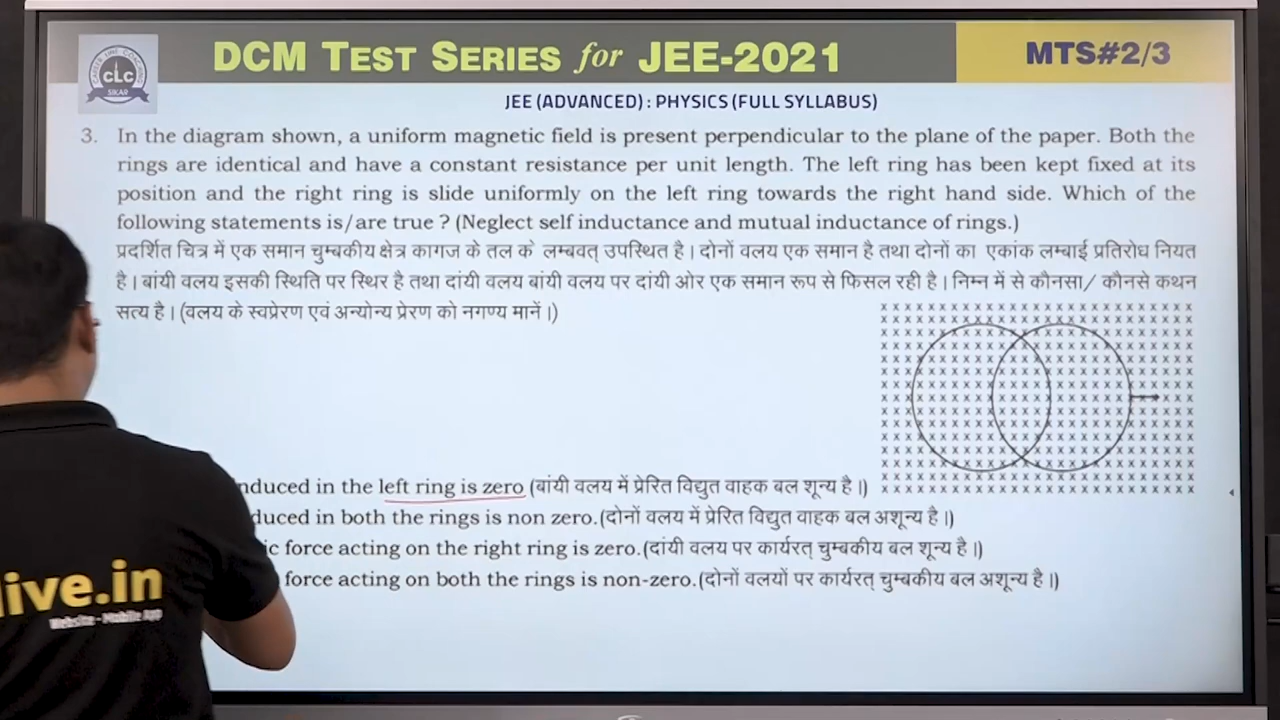 CLC
SIKAR
DCM TEST SERIES for JEE-2021
MTS#2/3
JEE (ADVANCED) : PHYSICS (FULL SYLLABUS)
3. In the diagram shown, a uniform magnetic field is present perpendicular to the plane of the paper. Both the
rings are identical and have a constant resistance per unit length. The left ring has been kept fixed at its
position and the right ring is slide uniformly on the left ring towards the right hand side. Which of the
following statements is/are true ? (Neglect self inductance and mutual inductance of rings.)
प्रदर्शित चित्र में एक समान चुम्बकीय क्षेत्र कागज के तल के लम्बवत् उपस्थित है। दोनों वलय एक समान है तथा दोनों का एकांक लम्बाई प्रतिरोध नियत
है। बांयी वलय इसकी स्थिति पर स्थिर है तथा दांयी वलय बांयी वलय पर दांयी ओर एक समान रूप से फिसल रही है। निम्न में से कौनसा/ कौनसे कथन
सत्य है। (वलय के स्वप्रेरण एवं अन्योन्य प्रेरण को नगण्य मानें।)
nduced in the left ring is zero (बांयी वलय में प्रेरित विद्युत वाहक बल शून्य है।)
duced in both the rings is non zero.(दोनों वलय में प्रेरित विद्युत वाहक बल अशून्य है।)
ic force acting on the right ring is zero.(दांयी वलय पर कार्यरत् चुम्बकीय बल शून्य है।)
force acting on both the rings is non-zero.(दोनों वलयों पर कार्यरत् चुम्बकीय बल अशून्य है।)
live.in
Website - Mobile App